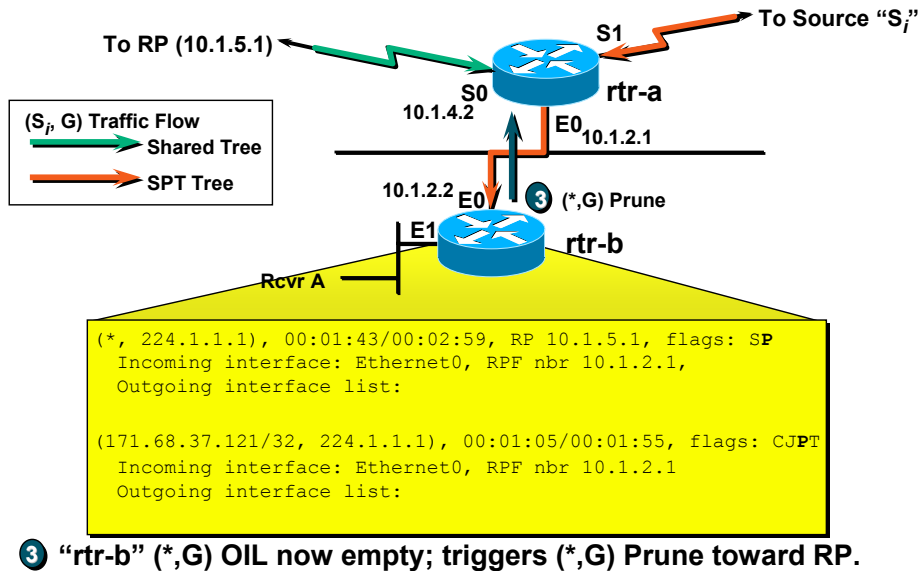 To Source “Si”
To RP (10.1.5.1)
S1
S0
rtr-a
10.1.4.2
E0
10.1.2.1
(Si, G) Traffic Flow
Shared Tree
SPT Tree
10.1.2.2
E0
3 (*,G) Prune
E1
rtr-b
Rcvr A
(*, 224.1.1.1), 00:01:43/00:02:59, RP 10.1.5.1, flags: SP
Incoming interface: Ethernet0, RPF nbr 10.1.2.1,
Outgoing interface list:
(171.68.37.121/32, 224.1.1.1), 00:01:05/00:01:55, flags: CJPT
Incoming interface: Ethernet0, RPF nbr 10.1.2.1
Outgoing interface list:
3 “rtr-b” (*,G) OIL now empty; triggers (*,G) Prune toward RP.